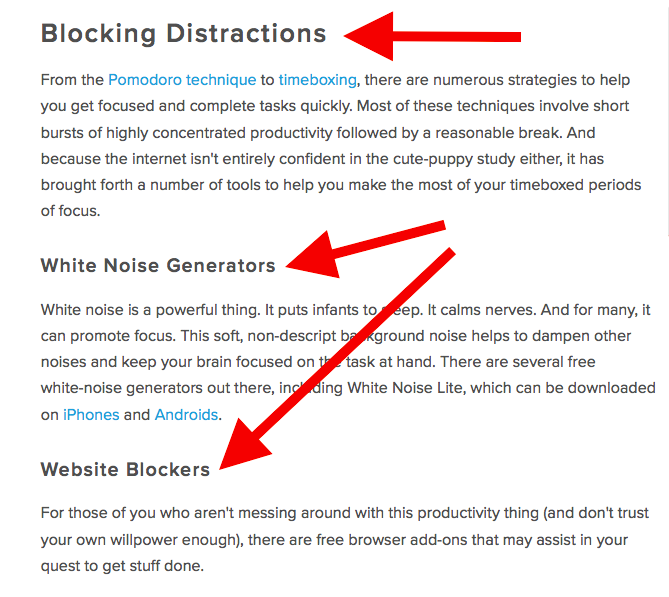 Blocking Distractions
From the Pomodoro technique to timeboxing, there are numerous strategies to help
you get focused and complete tasks quickly. Most of these techniques involve short
bursts of highly concentrated productivity followed by a reasonable break. And
because the internet isn't entirely confident in the cute-puppy study either, it has
brought forth a number of tools to help you make the most of your timeboxed periods
of focus.
White Noise Generators
White noise is a powerful thing. It puts infants to sleep. It calms nerves. And for many, it
can promote focus. This soft, non-descript background noise helps to dampen other
noises and keep your brain focused on the task at hand. There are several free
white-noise generators out there, including White Noise Lite, which can be downloaded
on iPhones and Androids.
Website Blockers
For those of you who aren't messing around with this productivity thing (and don't trust
your own willpower enough), there are free browser add-ons that may assist in your
quest to get stuff done.